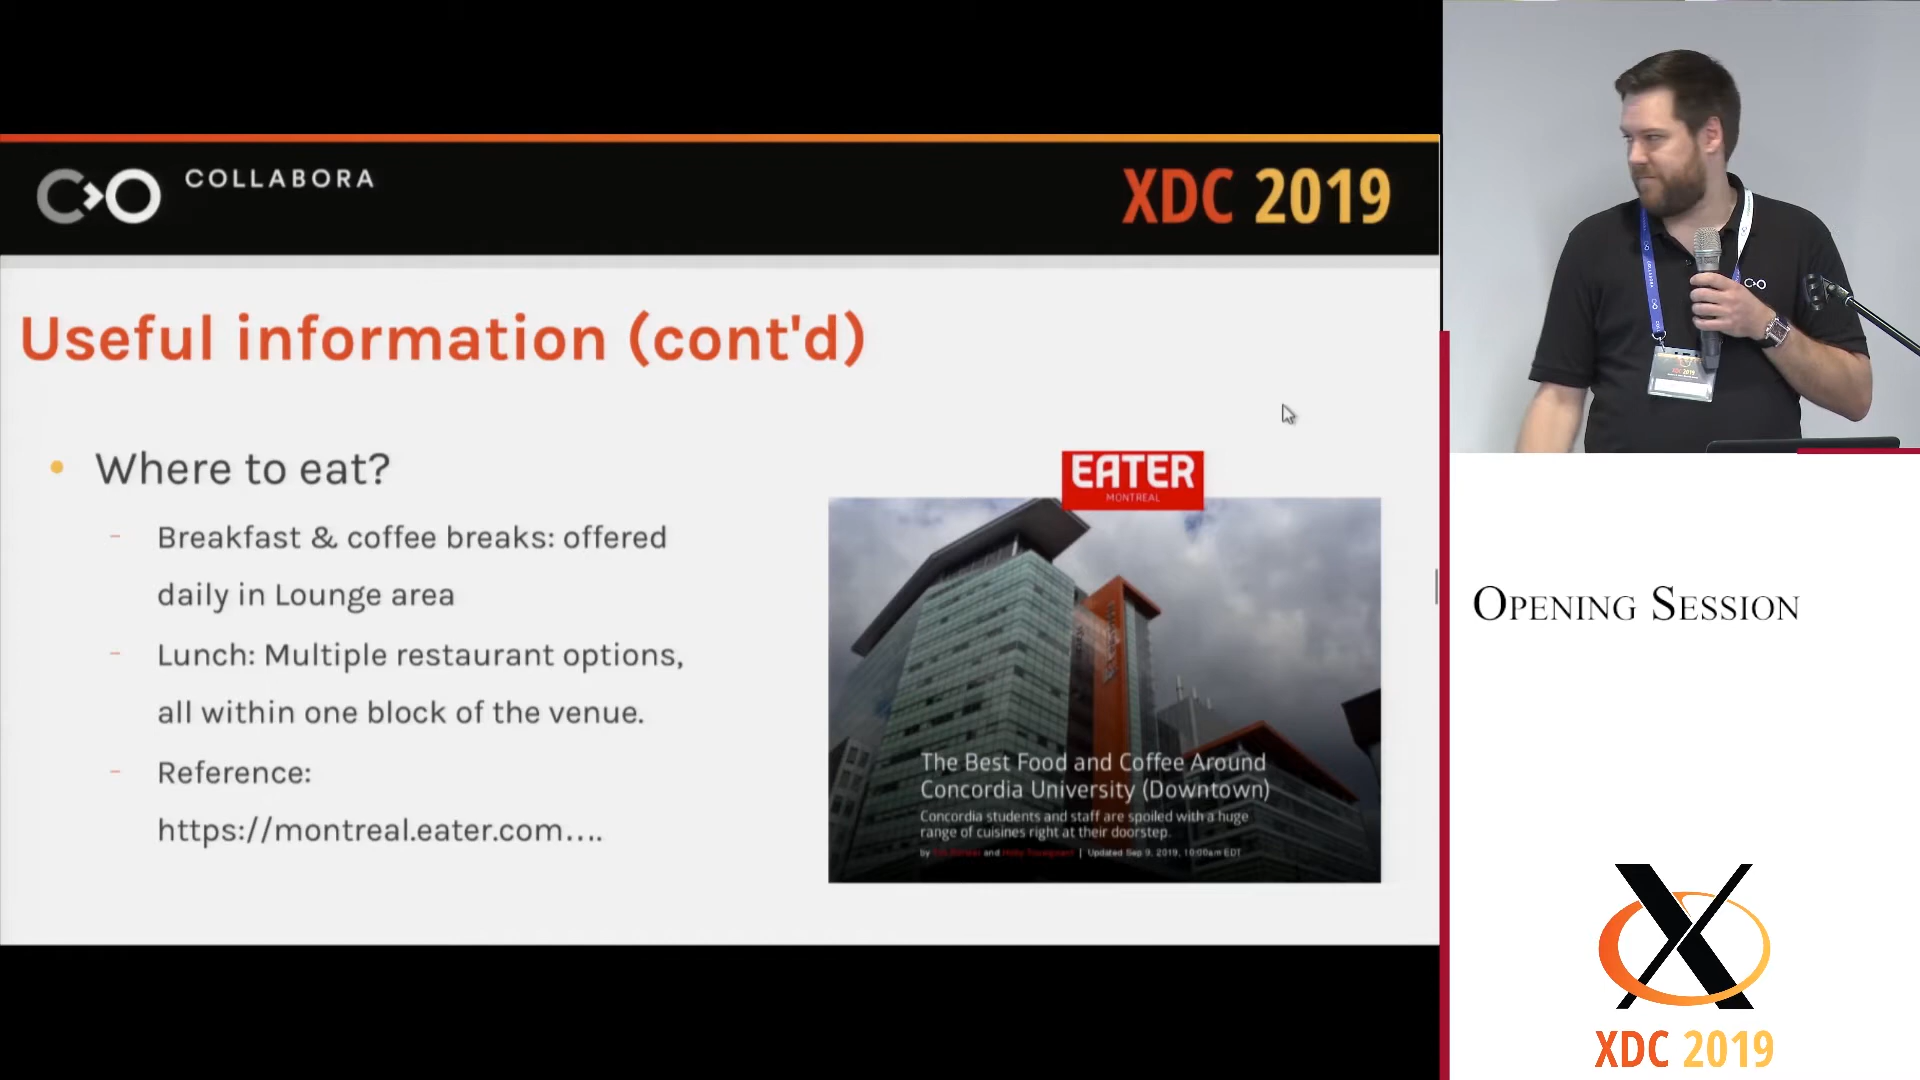 COLLABORA
XDC 2019
Useful information (cont'd)
Where to eat?
Breakfast & coffee breaks: offered
daily in Lounge area
Lunch: Multiple restaurant options,
all within one block of the venue.
Reference:
https://montreal.eater.com....
EATER
MONTREAL
The Best Food and Coffee Around
Concordia University (Downtown)
Concordia students and staff are spoiled with a huge
range of cuisines right at their doorstep.
by and | Updated Sep 9, 2019, 10:00am EDT
XDC 2019
OPENING SESSION
XDC 2019